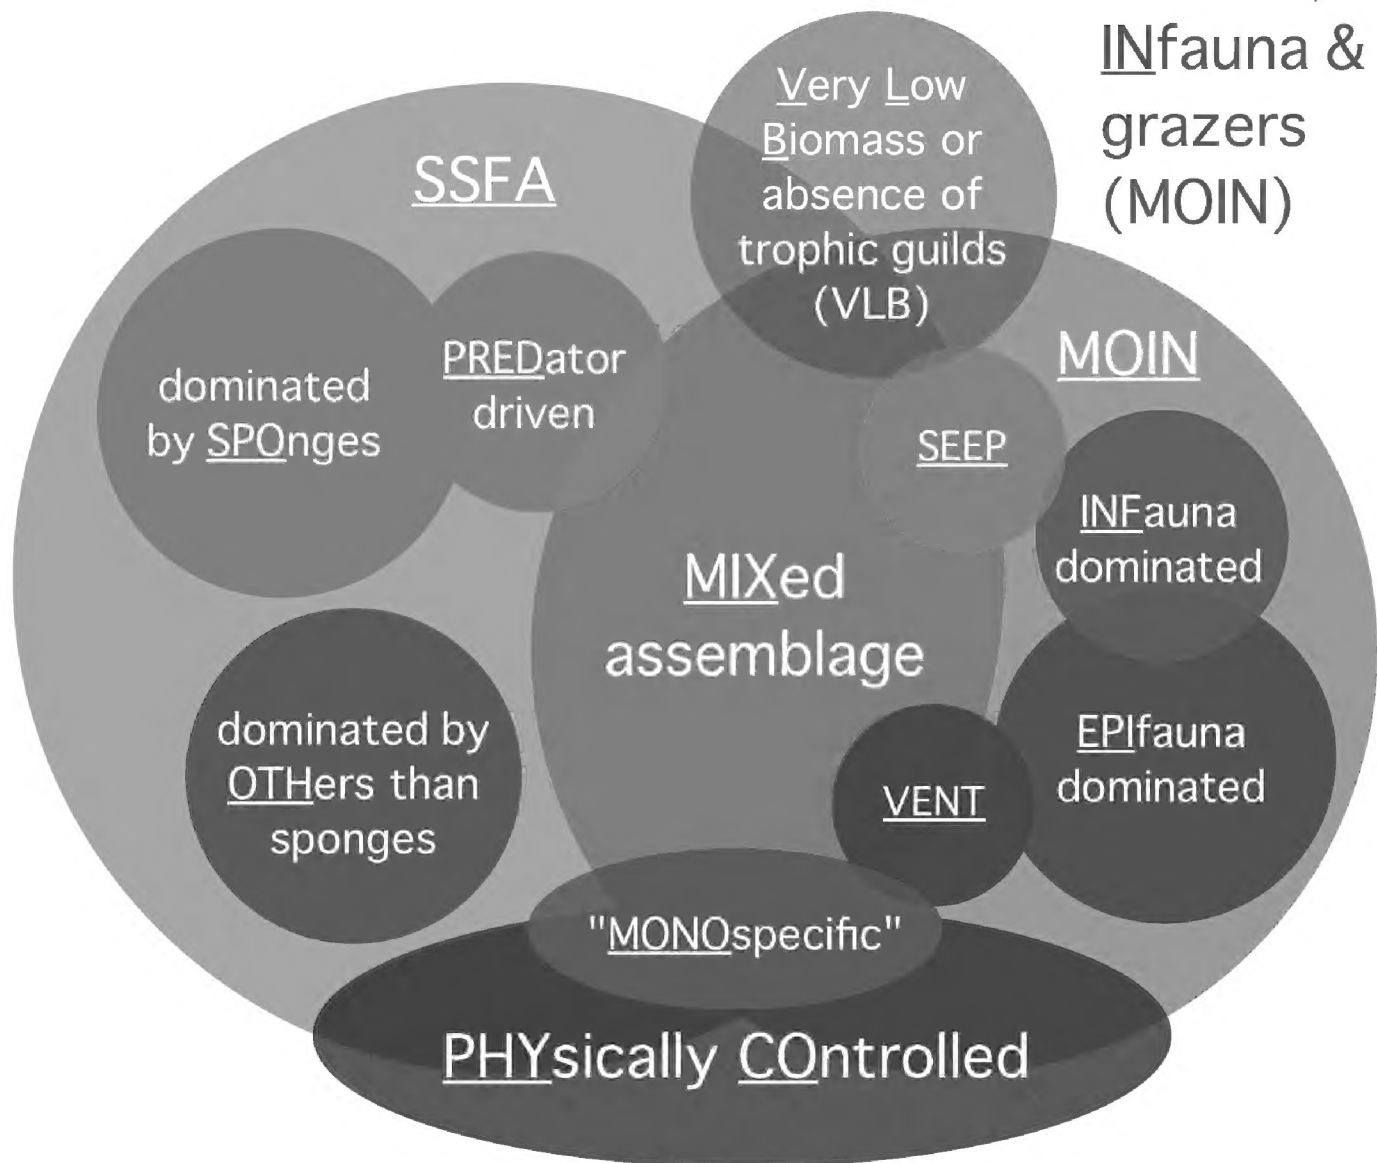 INfauna &
grazers
(MOIN)
Very Low
Biomass or
absence of
trophic guilds
(VLB)
SSFA
MOIN
PREDator
driven
dominated
by SPOnges
SEEP
INFauna
dominated
MIXed
assemblage
dominated by
OTHers than
sponges
EPIfauna
dominated
VENT
"MONOspecific"
PHYsically COntrolled